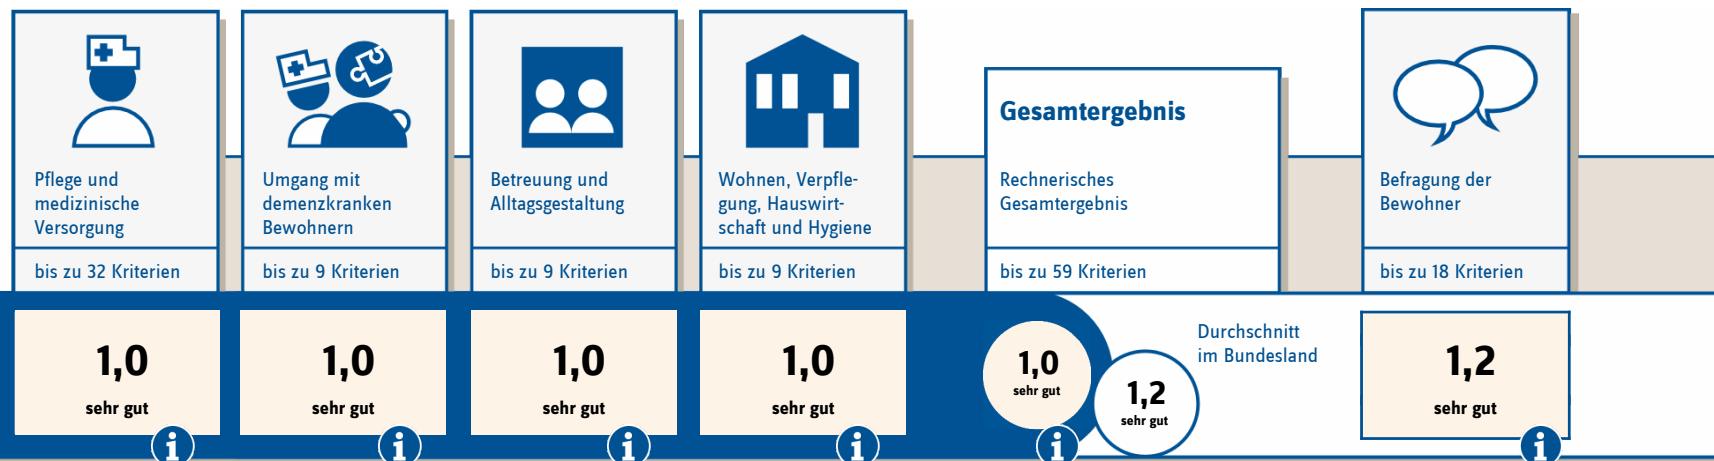 Pflege und
medizinische
Versorgung
bis zu 32 Kriterien
1,0
sehr gut
i
Umgang mit
demenzkranken
Bewohnern
bis zu 9 Kriterien
1,0
sehr gut
i
Betreuung und
Alltagsgestaltung
bis zu 9 Kriterien
1,0
sehr gut
i
Wohnen, Verpfle-
gung, Hauswirt-
schaft und Hygiene
bis zu 9 Kriterien
1,0
sehr gut
i
Gesamtergebnis
Rechnerisches
Gesamtergebnis
bis zu 59 Kriterien
1,0
sehr gut
i
Durchschnitt
im Bundesland
1,2
sehr gut
Befragung der
Bewohner
bis zu 18 Kriterien
1,2
sehr gut
i